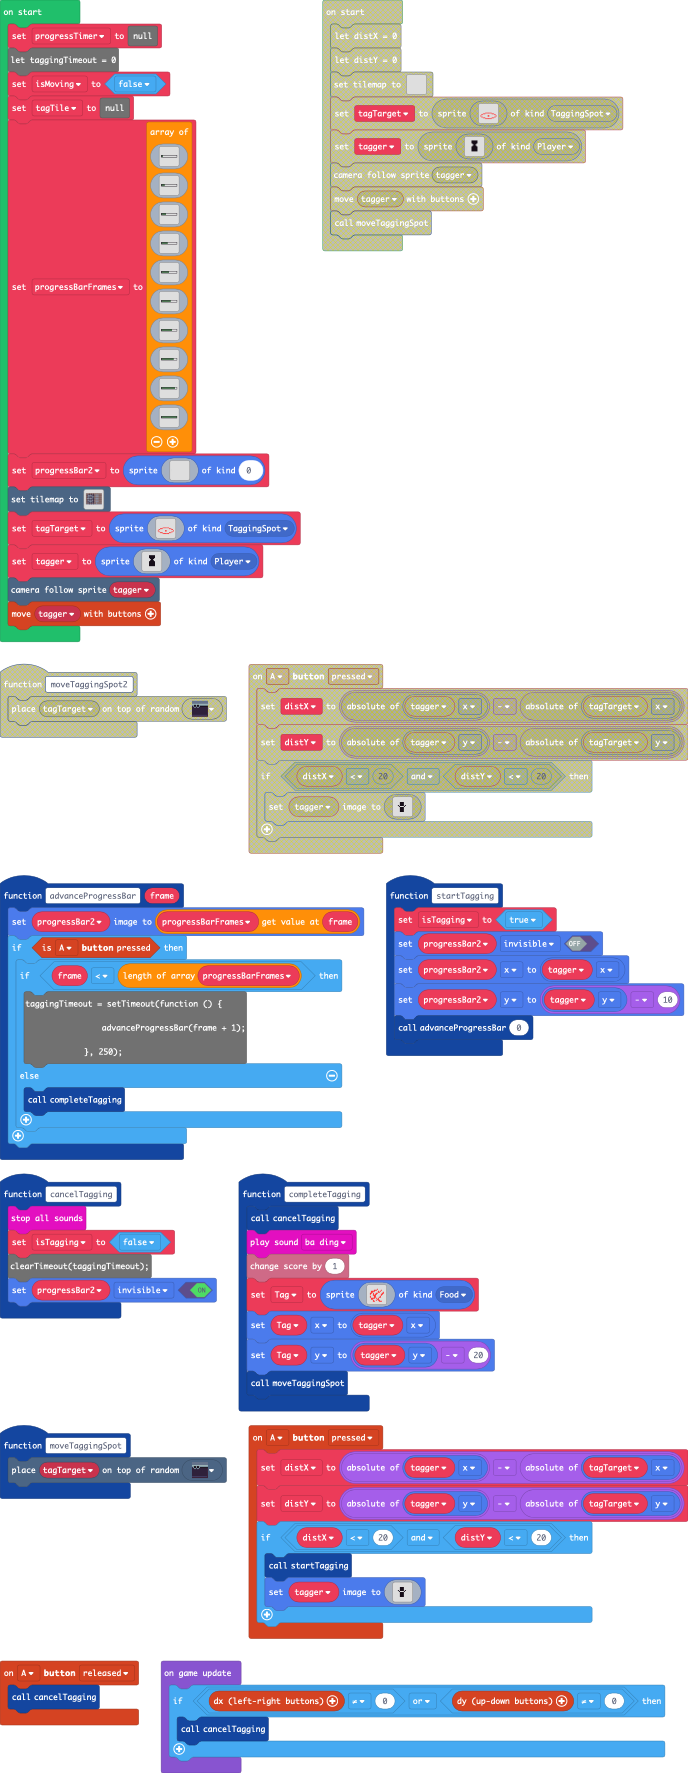 on start
set progressTimer to null
let taggingTimeout = 0
set isMoving to false
set tagTile to null
array of
set progressBarFrames to
set progressBar2 to sprite of kind 0
set tilemap to
set tagTarget to sprite of kind TaggingSpot
set tagger to sprite of kind Player
camera follow sprite tagger
move tagger with buttons
on start
let distX = 0
let distY = 0
set tilemap to
set tagTarget to sprite of kind TaggingSpot
set tagger to sprite of kind Player
camera follow sprite tagger
move tagger with buttons
call moveTaggingSpot
function moveTaggingSpot2
place tagTarget on top of random
on A button pressed
set distX to absolute of tagger x - absolute of tagTarget x
set distY to absolute of tagger y - absolute of tagTarget y
if distX < 20 and distY < 20 then
set tagger image to
function advanceProgressBar frame
set progressBar2 image to progressBarFrames get value at frame
if is A button pressed then
if frame < length of array progressBarFrames then
taggingTimeout = setTimeout(function () {
advanceProgressBar(frame + 1);
}, 250);
else
call completeTagging
function startTagging
set isTagging to true
set progressBar2 invisible OFF
set progressBar2 x to tagger x
set progressBar2 y to tagger y - 10
call advanceProgressBar 0
function cancelTagging
stop all sounds
set isTagging to false
clearTimeout(taggingTimeout);
set progressBar2 invisible ON
function completeTagging
call cancelTagging
play sound ba ding
change score by 1
set Tag to sprite of kind Food
set Tag x to tagger x
set Tag y to tagger y - 20
call moveTaggingSpot
function moveTaggingSpot
place tagTarget on top of random
on A button pressed
set distX to absolute of tagger x - absolute of tagTarget x
set distY to absolute of tagger y - absolute of tagTarget y
if distX < 20 and distY < 20 then
call startTagging
set tagger image to
on A button released
call cancelTagging
on game update
if dx (left-right buttons) ≠ 0 or dy (up-down buttons) ≠ 0 then
call cancelTagging